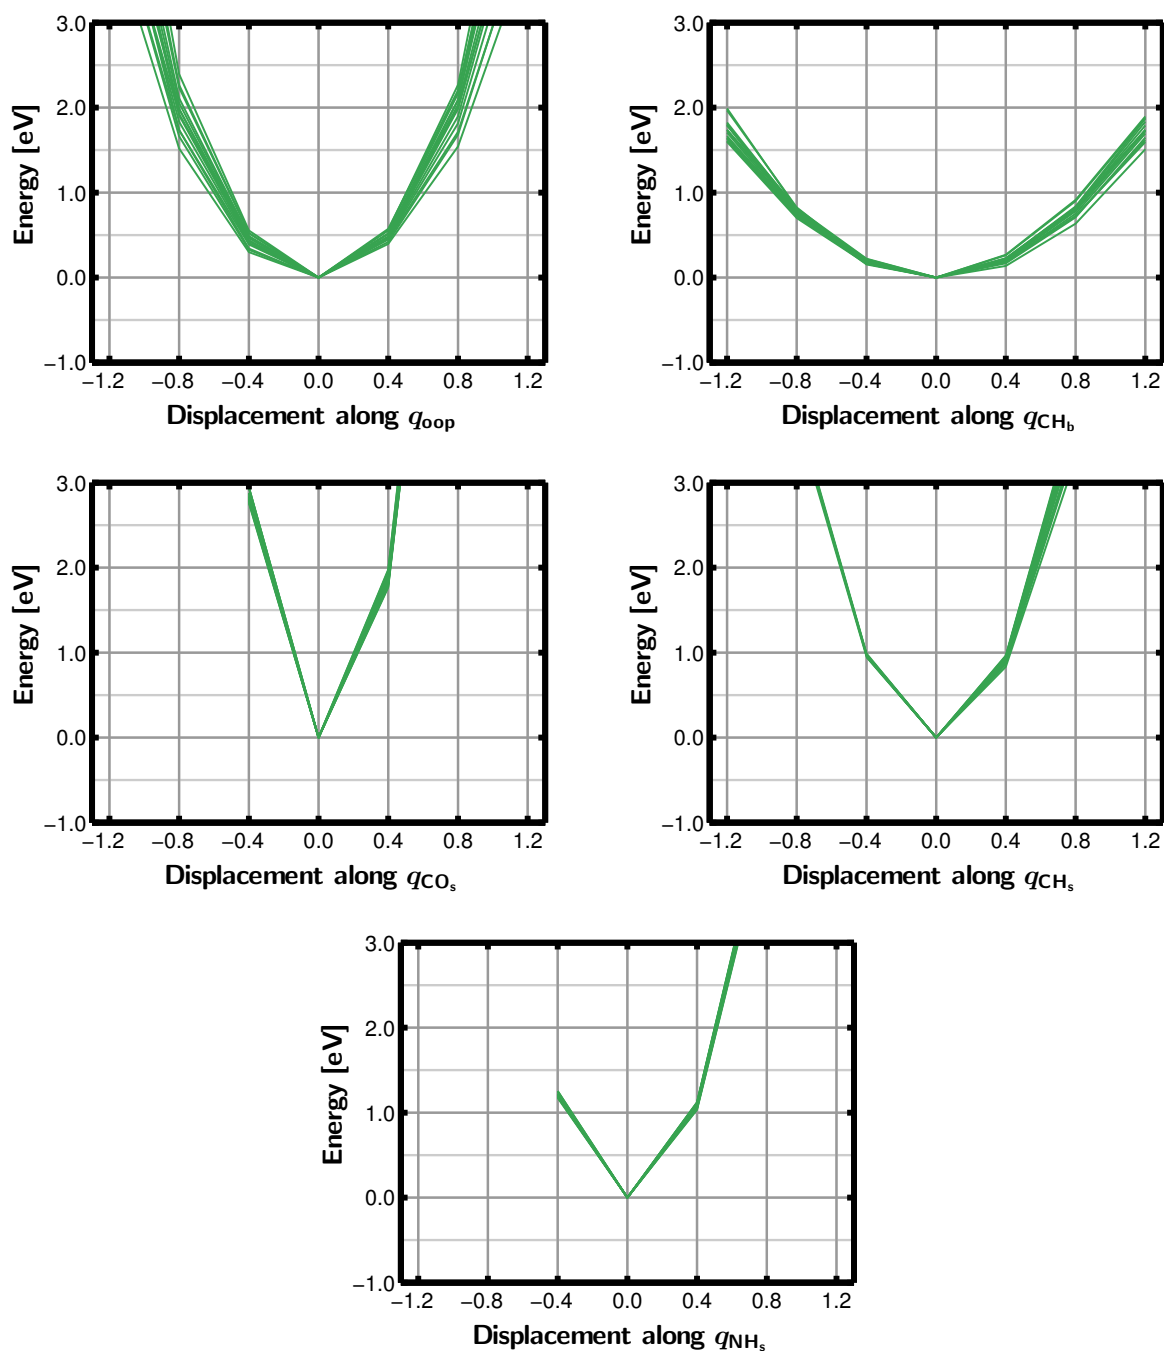 3.0 3.0
2.0 2.0
Energy [eV] Energy [eV]
1.0 1.0
0.0 0.0
−1.0 −1.0
−1.2 −0.8 −0.4 0.0 0.4 0.8 1.2 −1.2 −0.8 −0.4 0.0 0.4 0.8 1.2
Displacement along q_oop Displacement along q_CH_b
3.0 3.0
2.0 2.0
Energy [eV] Energy [eV]
1.0 1.0
0.0 0.0
−1.0 −1.0
−1.2 −0.8 −0.4 0.0 0.4 0.8 1.2 −1.2 −0.8 −0.4 0.0 0.4 0.8 1.2
Displacement along q_CO_s Displacement along q_CH_s
3.0
2.0
Energy [eV]
1.0
0.0
−1.0
−1.2 −0.8 −0.4 0.0 0.4 0.8 1.2
Displacement along q_NH_s